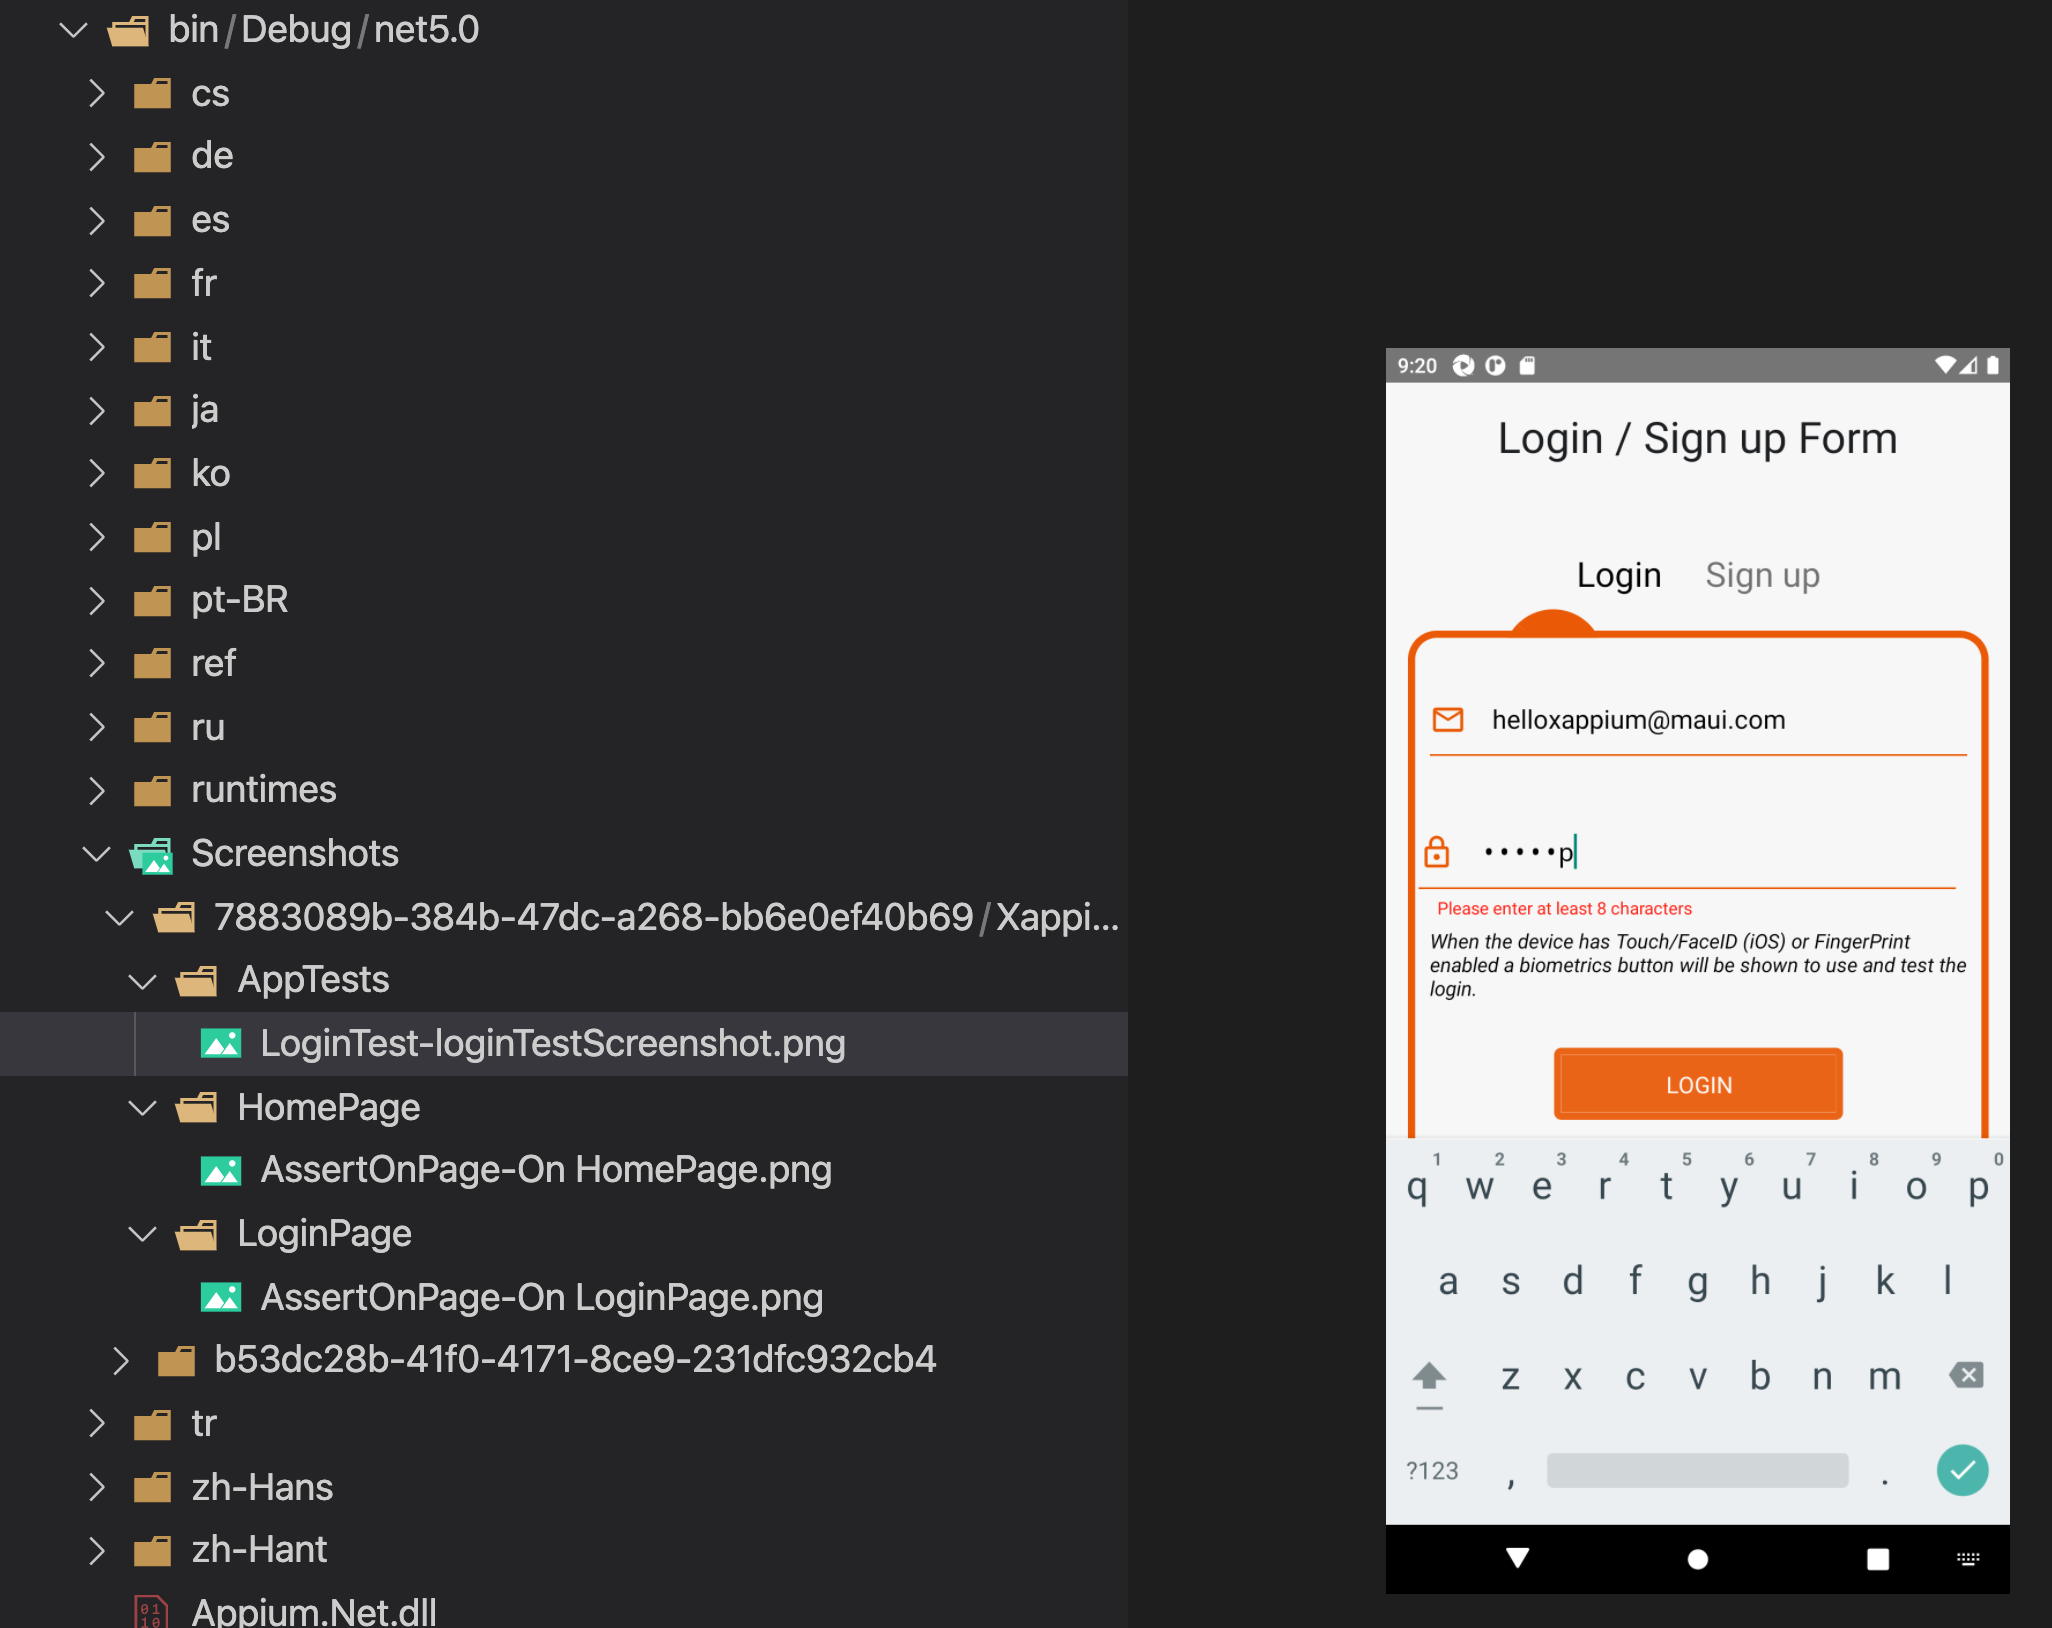 bin/Debug/net5.0
cs
de
es
fr
it
ja
ko
pl
pt-BR
ref
ru
runtimes
Screenshots
7883089b-384b-47dc-a268-bb6e0ef40b69/Xappi...
AppTests
LoginTest-loginTestScreenshot.png
HomePage
AssertOnPage-On HomePage.png
LoginPage
AssertOnPage-On LoginPage.png
b53dc28b-41f0-4171-8ce9-231dfc932cb4
tr
zh-Hans
zh-Hant
Appium.Net.dll
9:20
Login / Sign up Form
Login Sign up
helloxappium@maui.com
•••••p
Please enter at least 8 characters
When the device has Touch/FaceID (iOS) or FingerPrint
enabled a biometrics button will be shown to use and test the
login.
LOGIN
1 2 3 4 5 6 7 8 9 0
q w e r t y u i o p
a s d f g h j k l
z x c v b n m
?123 , .